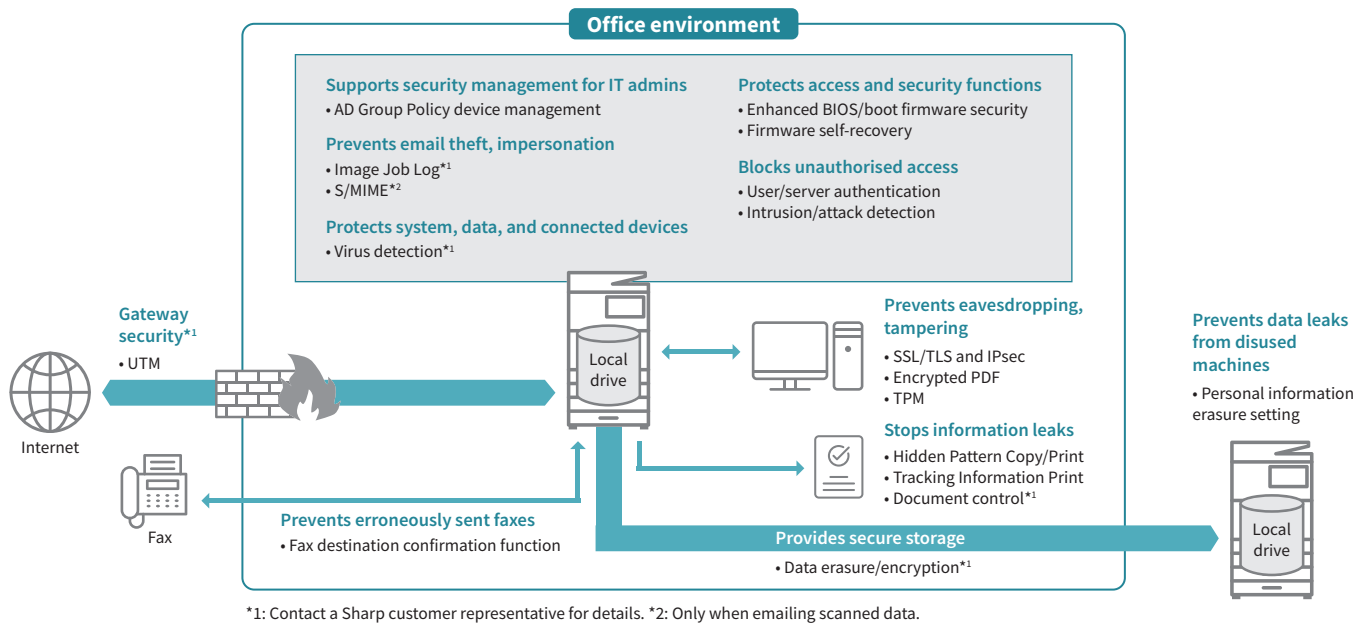 Office environment
Supports security management for IT admins
• AD Group Policy device management
Prevents email theft, impersonation
• Image Job Log*1
• S/MIME*2
Protects system, data, and connected devices
• Virus detection*1
Protects access and security functions
• Enhanced BIOS/boot firmware security
• Firmware self-recovery
Blocks unauthorised access
• User/server authentication
• Intrusion/attack detection
Gateway
security*1
• UTM
Internet
Fax
Local
drive
Prevents erroneously sent faxes
• Fax destination confirmation function
Prevents eavesdropping,
tampering
• SSL/TLS and IPsec
• Encrypted PDF
• TPM
Stops information leaks
• Hidden Pattern Copy/Print
• Tracking Information Print
• Document control*1
Provides secure storage
• Data erasure/encryption*1
Prevents data leaks
from disused
machines
• Personal information
erasure setting
Local
drive
*1: Contact a Sharp customer representative for details. *2: Only when emailing scanned data.